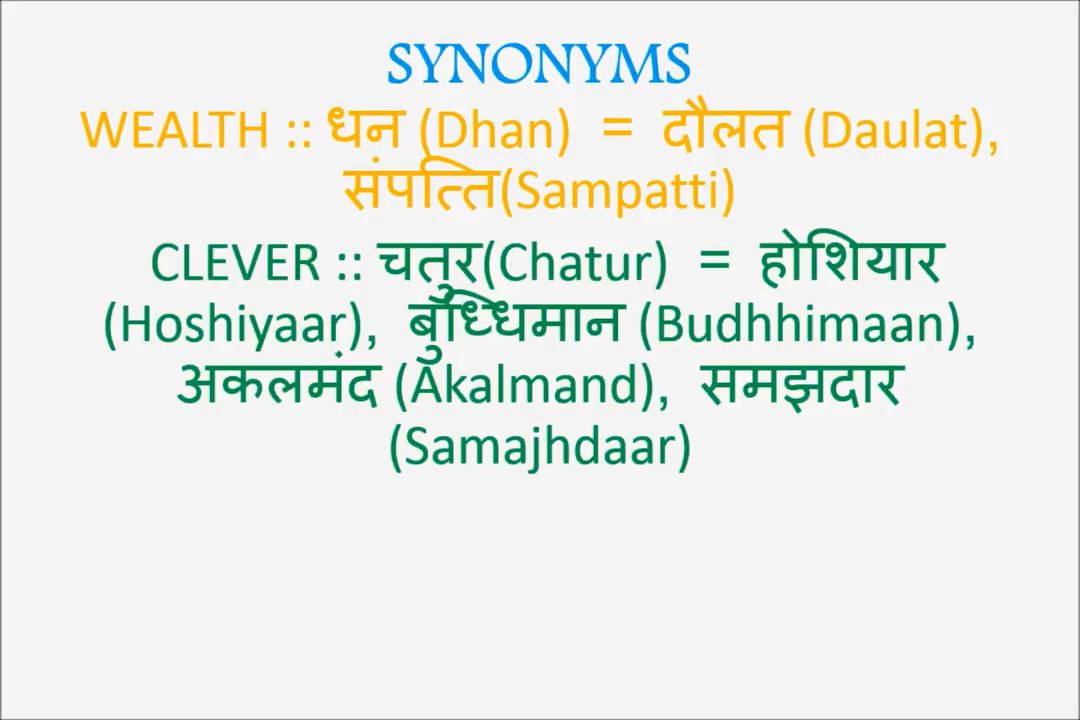 SYNONYMS
WEALTH :: धन (Dhan) = दौलत (Daulat),
संपत्ति(Sampatti)
CLEVER :: चतुर(Chatur) = होशियार
(Hoshiyaar), बुध्धिमान (Budhhimaan),
अकलमंद (Akalmand), समझदार
(Samajhdaar)